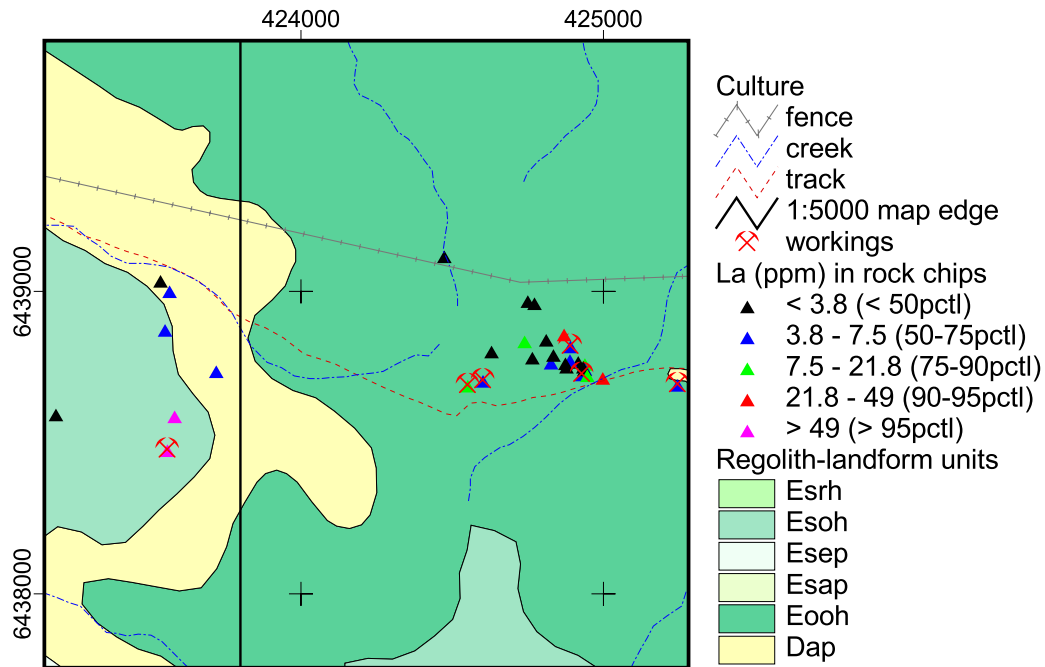 424000 425000
6439000
6438000
Culture
fence
creek
track
1:5000 map edge
workings
La (ppm) in rock chips
< 3.8 (< 50pctl)
3.8 - 7.5 (50-75pctl)
7.5 - 21.8 (75-90pctl)
21.8 - 49 (90-95pctl)
> 49 (> 95pctl)
Regolith-landform units
Esrh
Esoh
Esep
Esap
Eooh
Dap